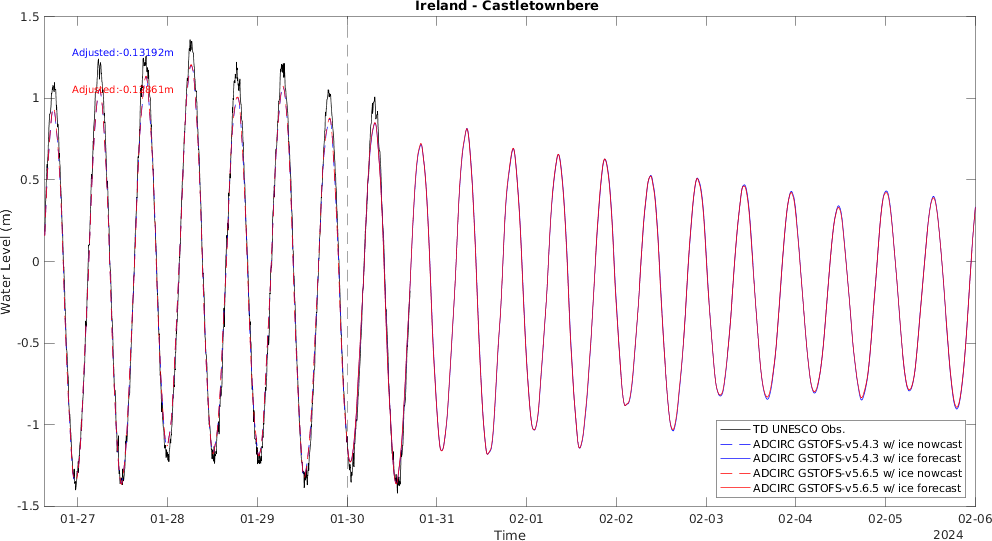 Ireland - Castletownbere
1.5
1
0.5
0
-0.5
-1
-1.5
Water Level (m)
Adjusted:-0.13192m
01-27
01-28
01-29
01-30
01-31
02-01
02-02
02-03
02-04
02-05
02-06
Time
2024
TD UNESCO Obs.
ADCIRC GSTOFS-v5.4.3 w/ ice nowcast
ADCIRC GSTOFS-v5.4.3 w/ ice forecast
ADCIRC GSTOFS-v5.6.5 w/ ice nowcast
ADCIRC GSTOFS-v5.6.5 w/ ice forecast